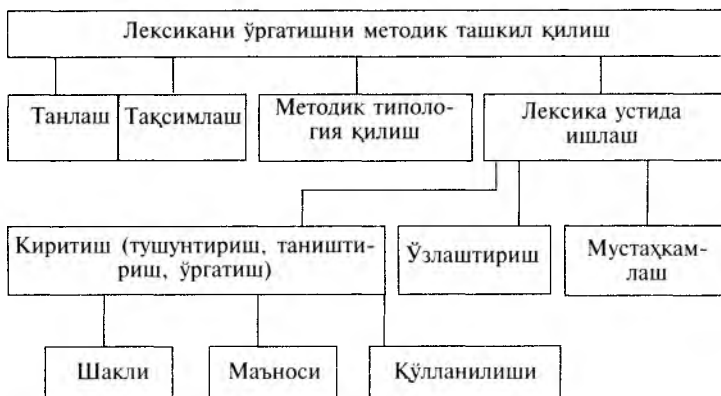 Лексикани ўргатишни методик ташкил қилиш
Танлаш
Тақсимлаш
Методик типоло-
гия қилиш
Лексика устида
ишлаш
Киритиш (тушунтириш, таништи-
риш, ўргатиш)
Ўзлаштириш
Мустаҳкам-
лаш
Шакли
Маъноси
Қўлланилиши